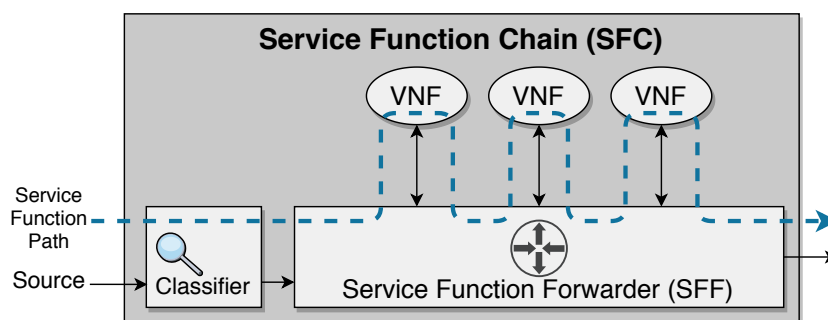 Service Function Chain (SFC)
VNF
VNF
VNF
Service
Function
Path
Source
Classifier
Service Function Forwarder (SFF)